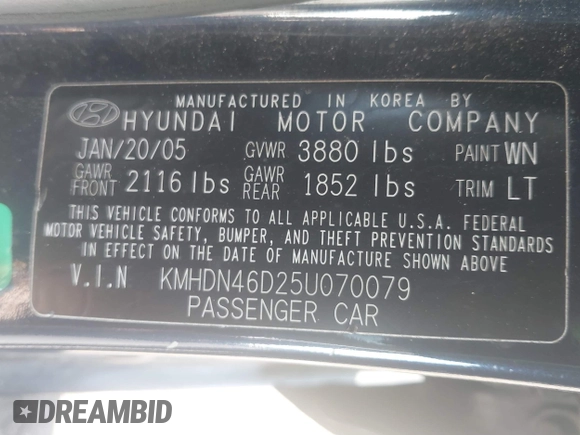 MANUFACTURED IN KOREA BY
HYUNDAI MOTOR COMPANY
JAN/20/05 GVWR 3880 lbs PAINT WN
GAWR FRONT 2116 lbs GAWR REAR 1852 lbs TRIM LT
THIS VEHICLE CONFORMS TO ALL APPLICABLE U.S.A. FEDERAL
MOTOR VEHICLE SAFETY, BUMPER, AND THEFT PREVENTION STANDARDS
IN EFFECT ON THE DATE OF MANUFACTURE SHOWN ABOVE
V.I.N KMHDN46D25U070079
PASSENGER CAR
DREAMBID